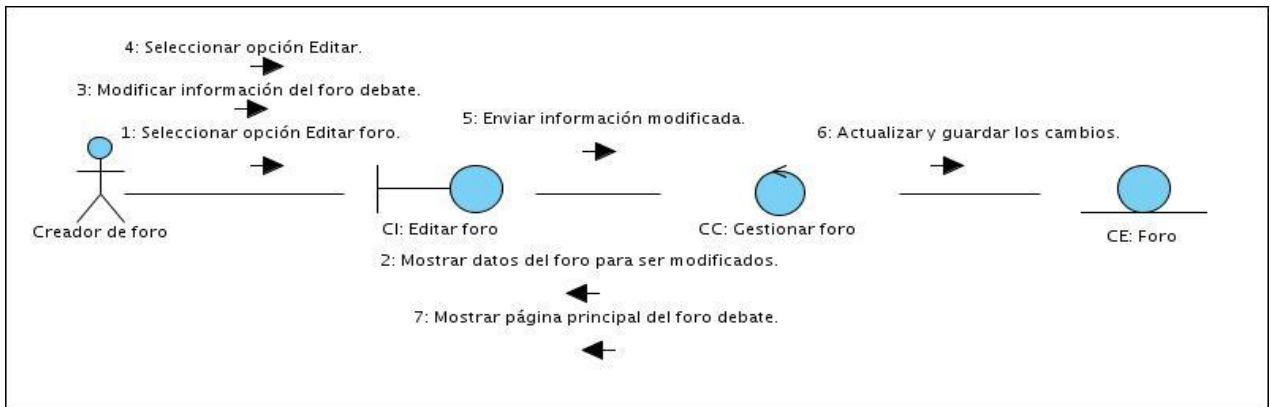 4: Seleccionar opción Editar.
3: Modificar información del foro debate.
1: Seleccionar opción Editar foro.
5: Enviar información modificada.
6: Actualizar y guardar los cambios.
Creador de foro
CI: Editar foro
CC: Gestionar foro
CE: Foro
2: Mostrar datos del foro para ser modificados.
7: Mostrar página principal del foro debate.